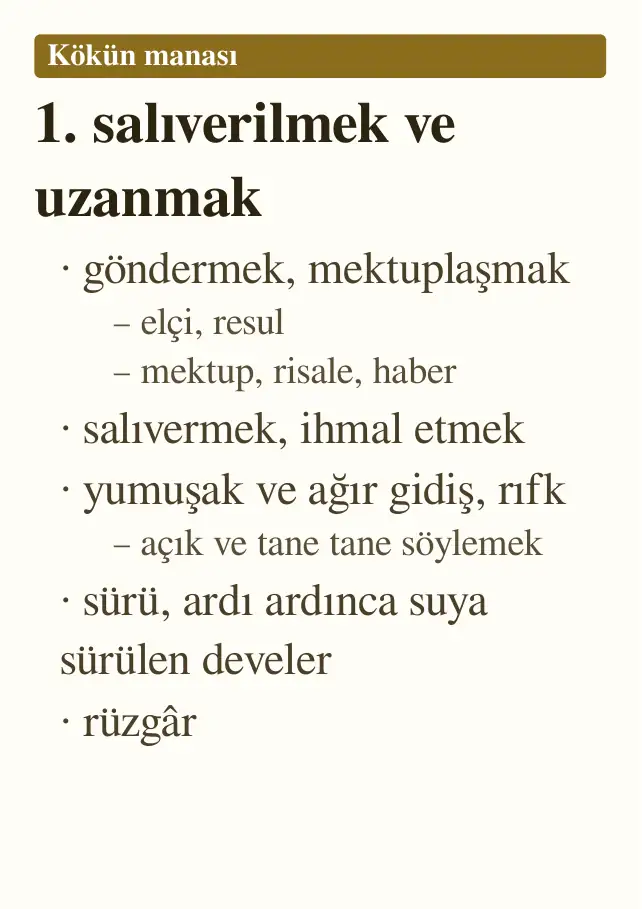 Kökün manası
1. salıverilmek ve
uzanmak
· göndermek, mektuplaşmak
– elçi, resul
– mektup, risale, haber
· salıvermek, ihmal etmek
· yumuşak ve ağır gidiş, rıfk
– açık ve tane tane söylemek
· sürü, ardı ardınca suya
sürülen develer
· rüzgâr